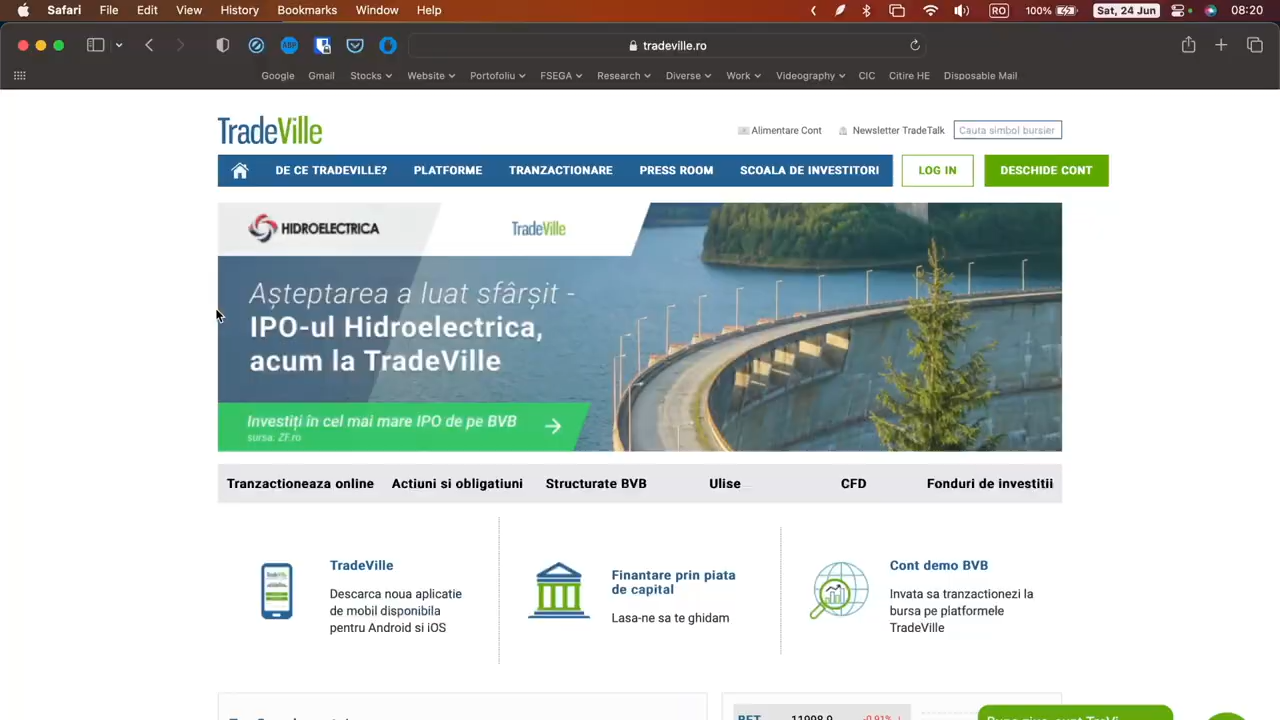 Safari File Edit View History Bookmarks Window Help RO 100% Sat, 24 Jun 08:20
ABP tradeville.ro
Google Gmail Stocks Website Portofoliu FSEGA Research Diverse Work Videography CIC Citire HE Disposable Mail
TradeVille
Alimentare Cont Newsletter TradeTalk Cauta simbol bursier
DE CE TRADEVILLE? PLATFORME TRANZACTIONARE PRESS ROOM SCOALA DE INVESTITORI LOG IN DESCHIDE CONT
HIDROELECTRICA TradeVille
Așteptarea a luat sfârșit -
IPO-ul Hidroelectrica,
acum la TradeVille
Investiți în cel mai mare IPO de pe BVB
sursa: ZF.ro
Tranzactioneaza online Actiuni si obligatiuni Structurate BVB Ulise CFD Fonduri de investitii
TradeVille
Descarca noua aplicatie
de mobil disponibila
pentru Android si iOS
Finantare prin piata
de capital
Lasa-ne sa te ghidam
Cont demo BVB
Invata sa tranzactionezi la
bursa pe platformele
TradeVille
BET 11998.9 -0.91%